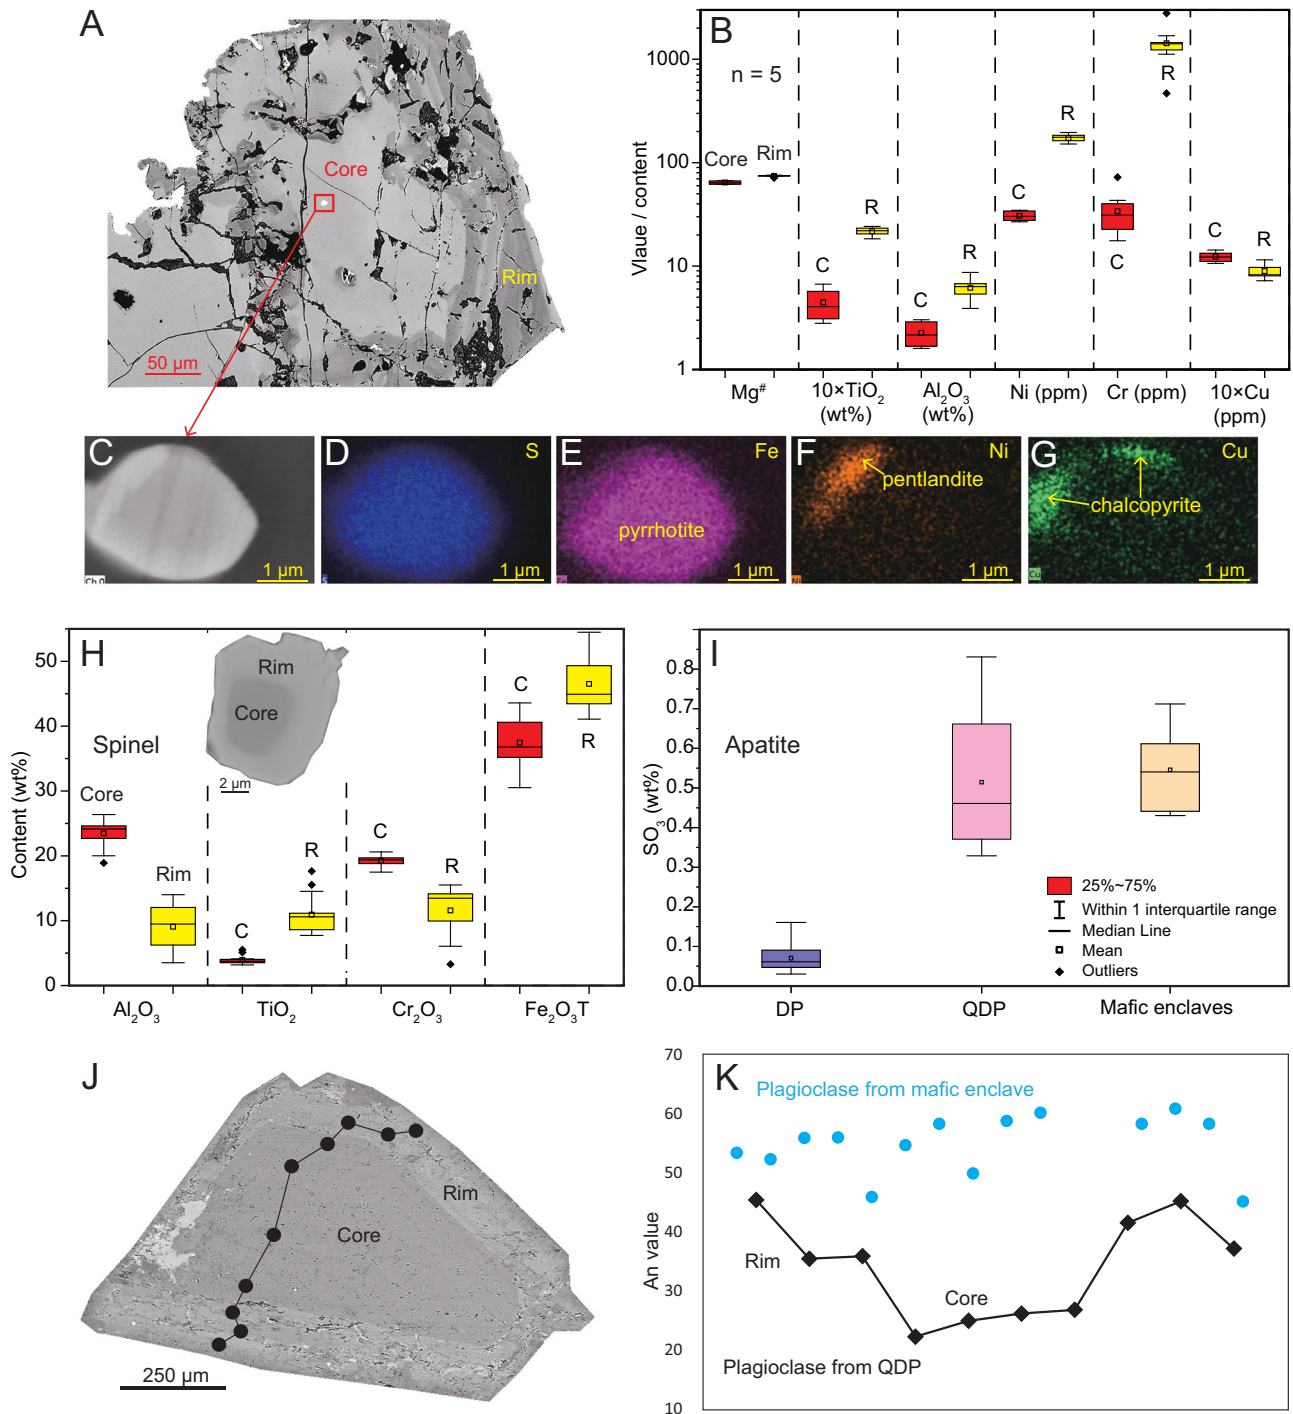 A
Core
Rim
50 µm
B
n = 5
Vlaue / content
1000
100
10
1
Core
Rim
C
R
C
R
C
R
C
R
C
R
Mg#
10×TiO2
(wt%)
Al2O3
(wt%)
Ni (ppm)
Cr (ppm)
10×Cu
(ppm)
C
1 µm
Ch 0
D
S
1 µm
S
E
Fe
pyrrhotite
1 µm
Fe
F
Ni
pentlandite
1 µm
Ni
G
Cu
chalcopyrite
1 µm
Cu
H
Content (wt%)
50
40
30
20
10
0
Spinel
Rim
Core
2 µm
Core
Rim
C
R
C
R
C
R
Al2O3
TiO2
Cr2O3
Fe2O3T
I
SO3 (wt%)
0.8
0.7
0.6
0.5
0.4
0.3
0.2
0.1
0.0
Apatite
25%~75%
Within 1 interquartile range
Median Line
Mean
Outliers
DP
QDP
Mafic enclaves
J
Rim
Core
250 µm
K
An value
70
60
50
40
30
20
10
Plagioclase from mafic enclave
Rim
Core
Plagioclase from QDP